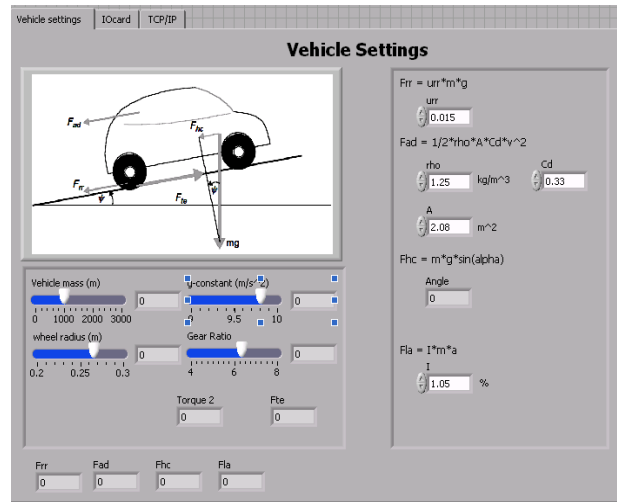 Vehicle settings IOcard TCP/IP
Vehicle Settings
Fad
Fhc
Frr
ψ
ψ
Fte
mg
Vehicle mass (m)
0
0 1000 2000 3000
g-constant (m/s^2)
0
9 9.5 10
wheel radius (m)
0
0.2 0.25 0.3
Gear Ratio
0
4 6 8
Torque 2
0
Fte
0
Frr Fad Fhc Fla
0 0 0 0
Frr = urr*m*g
urr
0.015
Fad = 1/2*rho*A*Cd*v^2
rho Cd
1.25 kg/m^3 0.33
A
2.08 m^2
Fhc = m*g*sin(alpha)
Angle
0
Fla = I*m*a
I
1.05 %